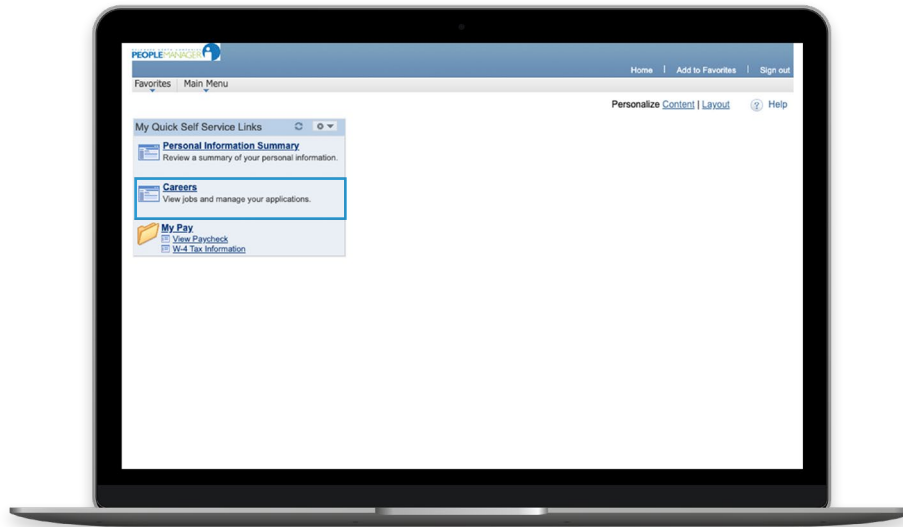 PEOPLEMANAGER
Home | Add to Favorites | Sign out
Favorites Main Menu
Personalize Content | Layout ? Help
My Quick Self Service Links
Personal Information Summary
Review a summary of your personal information.
Careers
View jobs and manage your applications.
My Pay
View Paycheck
W-4 Tax Information